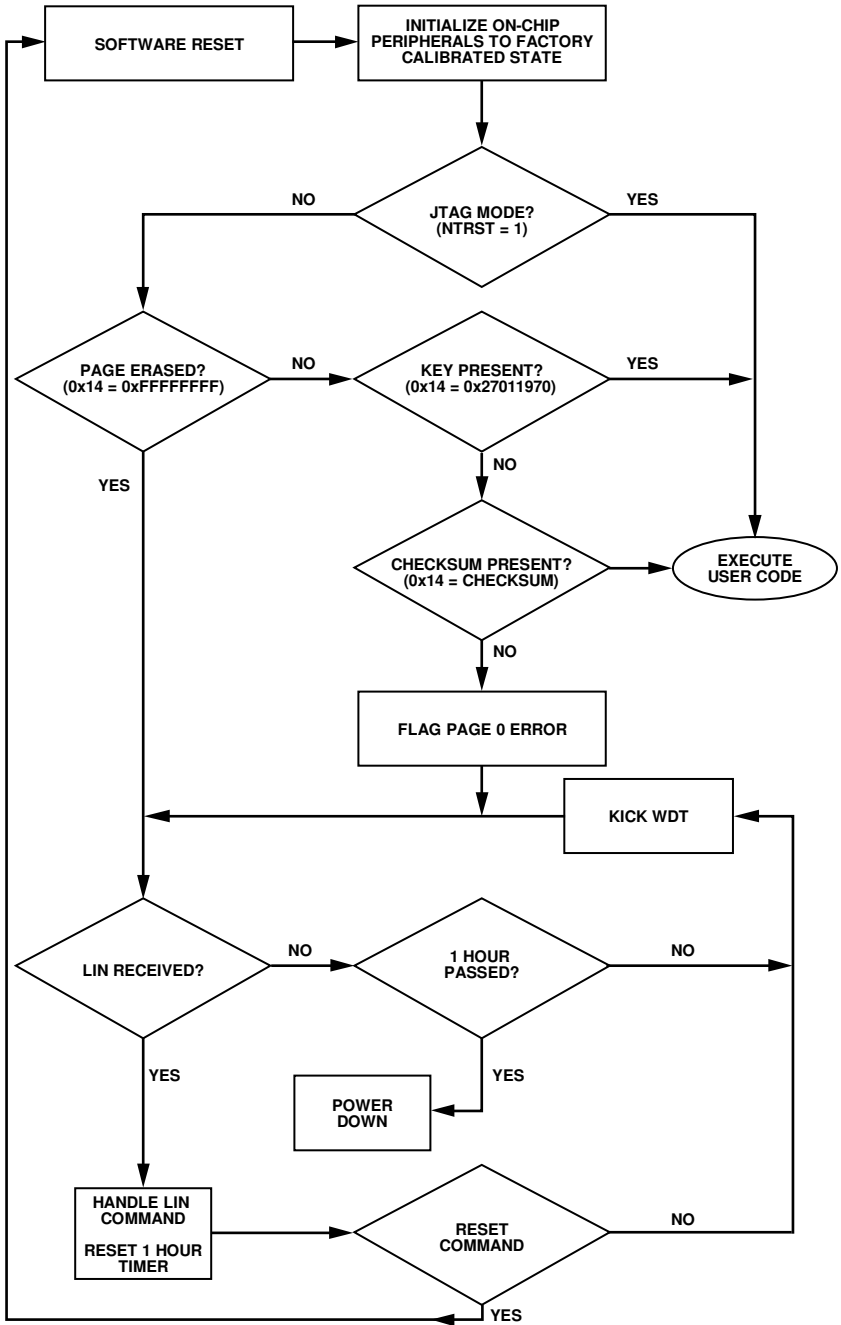 SOFTWARE RESET
INITIALIZE ON-CHIP
PERIPHERALS TO FACTORY
CALIBRATED STATE
NO
JTAG MODE?
(NTRST = 1)
YES
PAGE ERASED?
(0x14 = 0xFFFFFFFF)
NO
KEY PRESENT?
(0x14 = 0x27011970)
YES
YES
NO
CHECKSUM PRESENT?
(0x14 = CHECKSUM)
EXECUTE
USER CODE
NO
FLAG PAGE 0 ERROR
KICK WDT
LIN RECEIVED?
NO
1 HOUR
PASSED?
NO
YES
YES
POWER
DOWN
HANDLE LIN
COMMAND
RESET 1 HOUR
TIMER
RESET
COMMAND
NO
YES